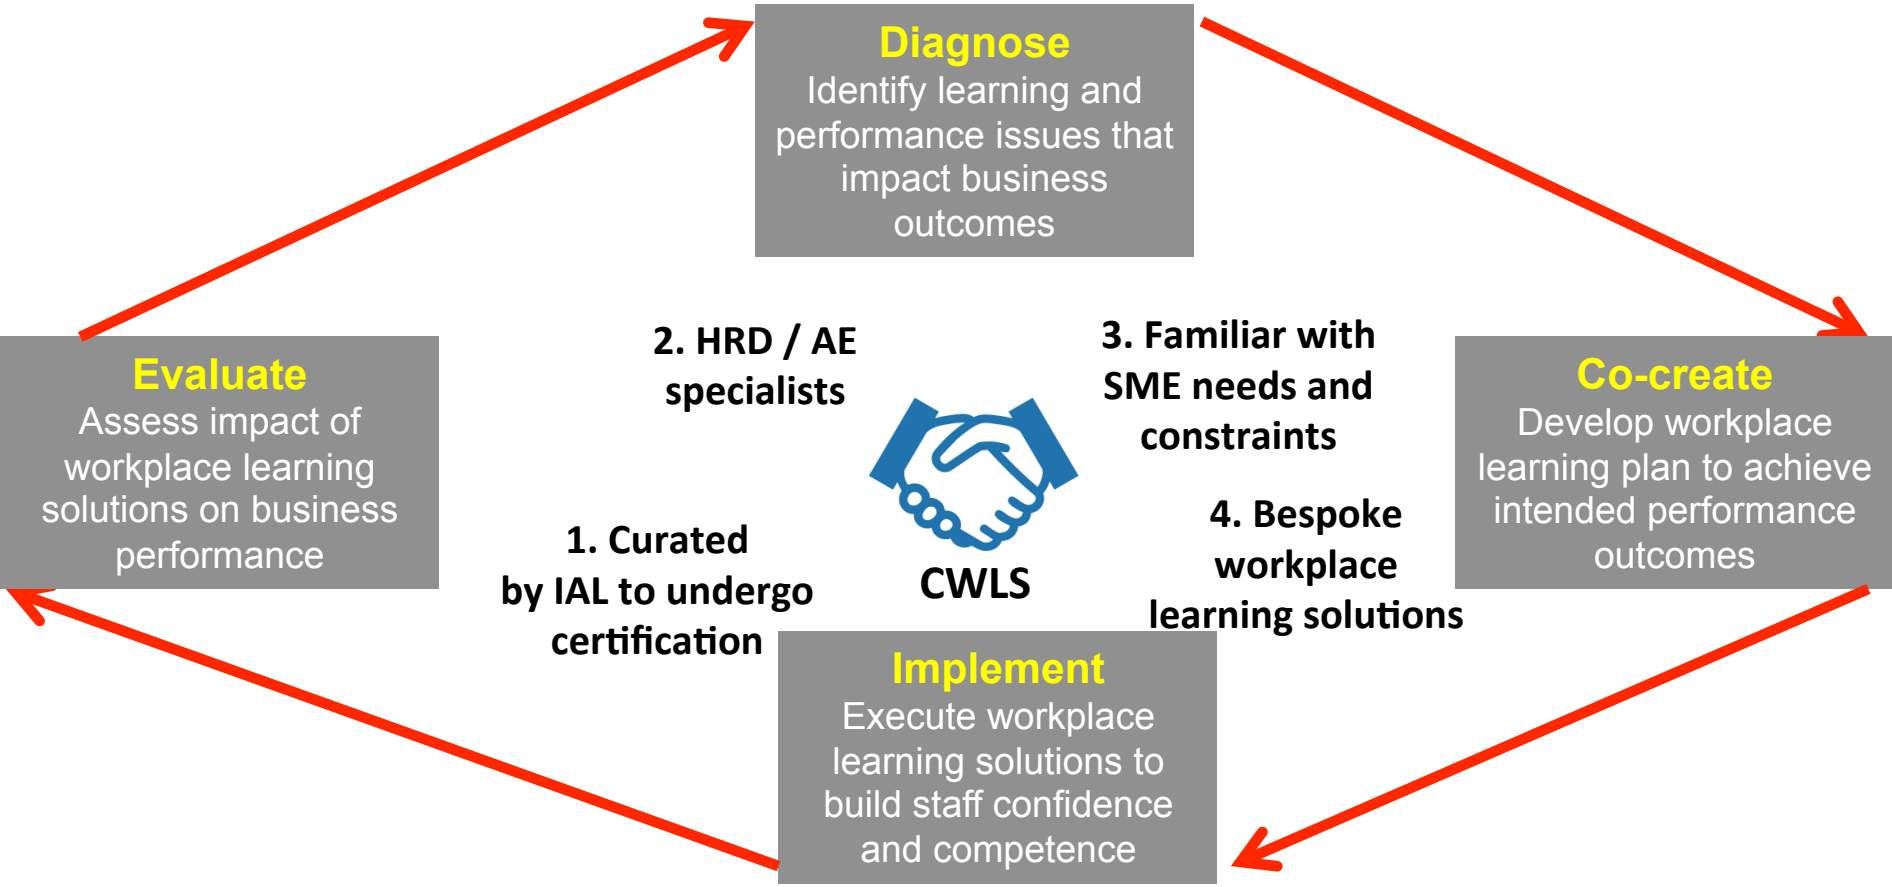 Diagnose
Identify learning and
performance issues that
impact business
outcomes
2. HRD / AE
specialists
3. Familiar with
SME needs and
constraints
Evaluate
Assess impact of
workplace learning
solutions on business
performance
Co-create
Develop workplace
learning plan to achieve
intended performance
outcomes
1. Curated
by IAL to undergo
certification
CWLS
4. Bespoke
workplace
learning solutions
Implement
Execute workplace
learning solutions to
build staff confidence
and competence